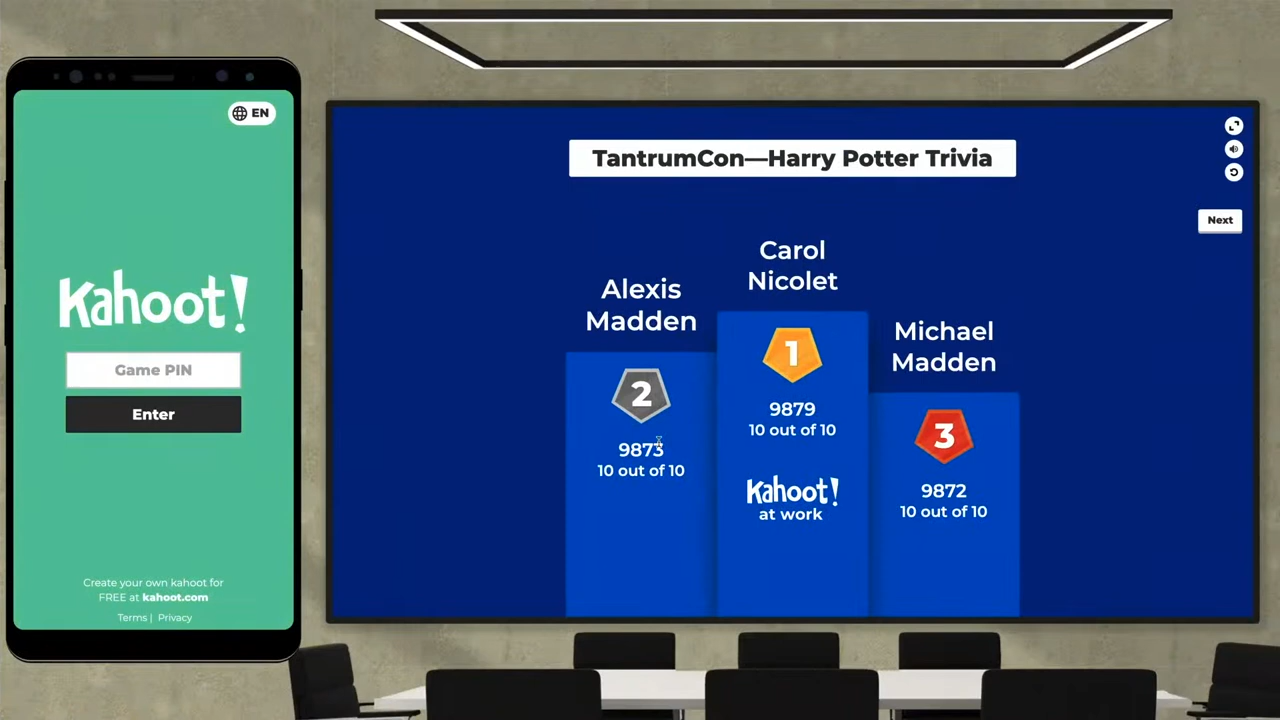 EN
Kahoot!
Game PIN
Enter
Create your own kahoot for
FREE at kahoot.com
Terms | Privacy
TantrumCon—Harry Potter Trivia
Next
Carol
Nicolet
1
9879
10 out of 10
Kahoot!
at work
Alexis
Madden
2
9873
10 out of 10
Michael
Madden
3
9872
10 out of 10